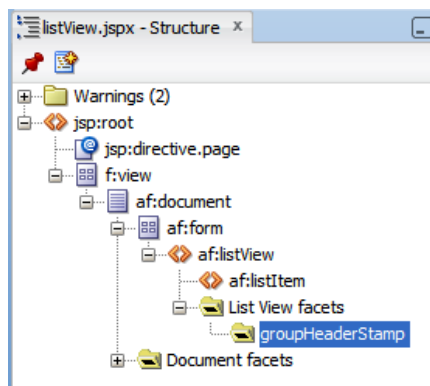 listView.jspx - Structure x
Warnings (2)
jsp:root
jsp:directive.page
f:view
af:document
af:form
af:listView
af:listItem
List View facets
groupHeaderStamp
Document facets